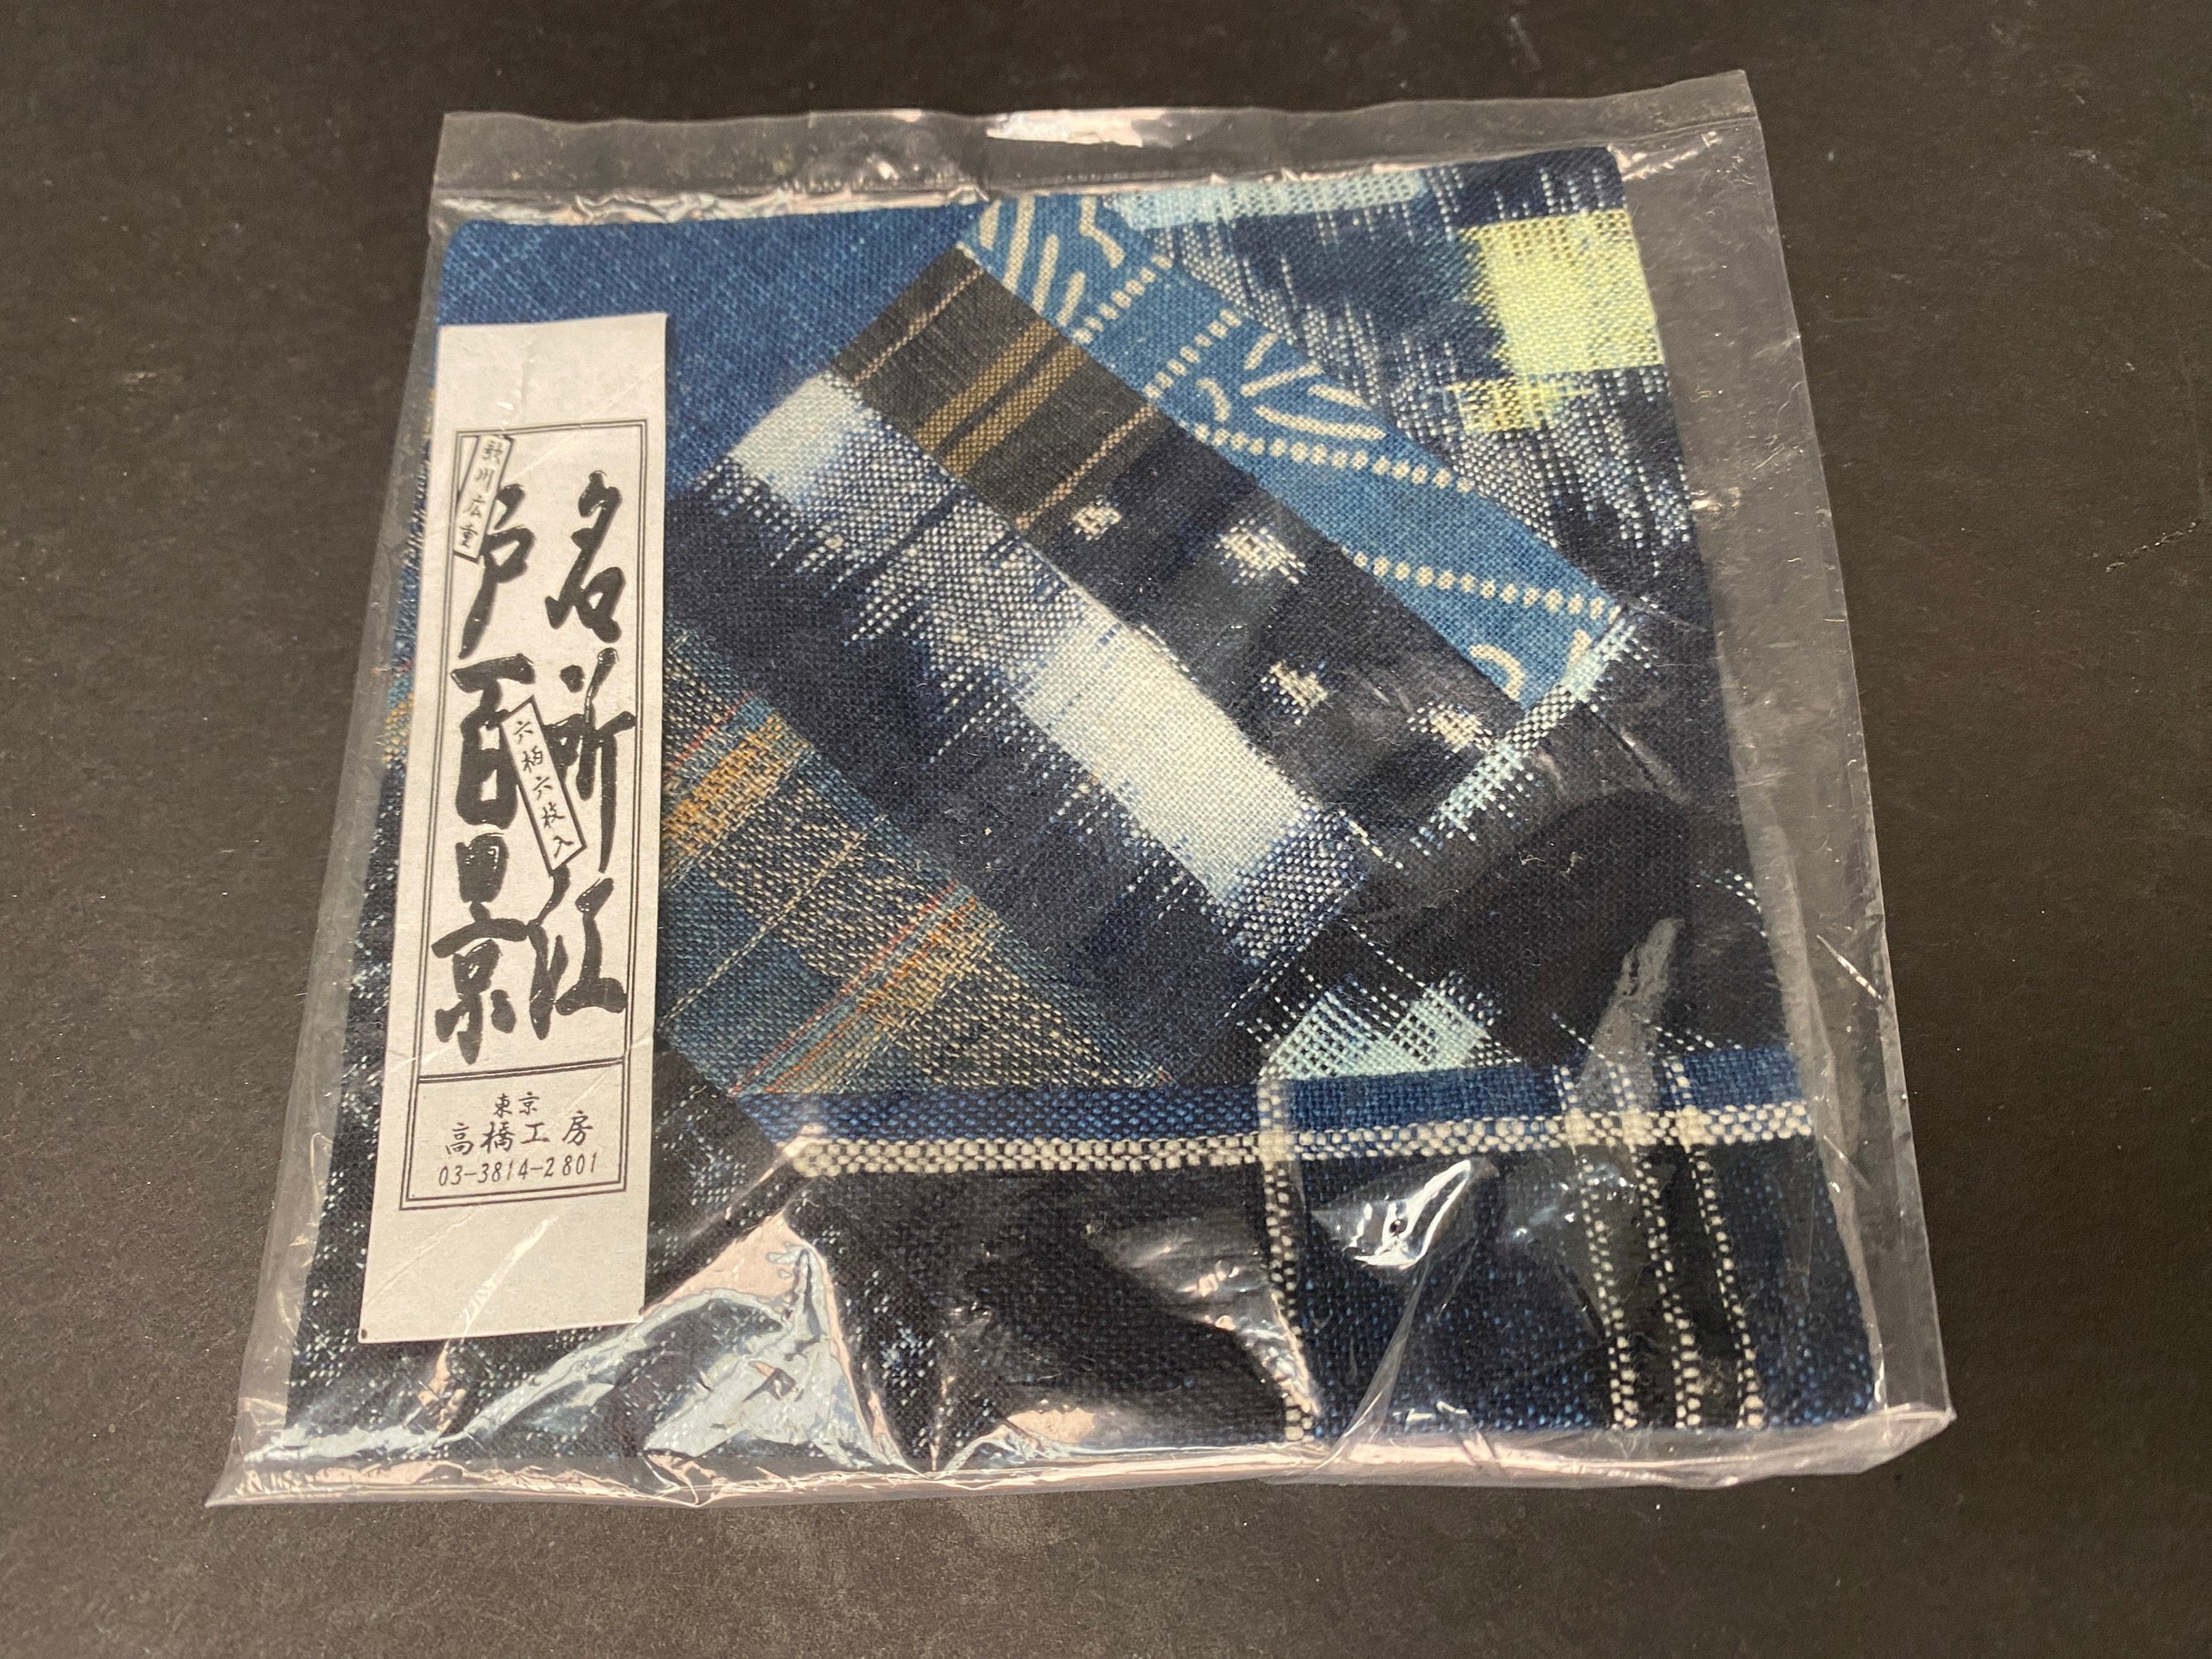 歌川広重
名所江
戸百景
六柄六枚入
東京
高橋工房
03-3814-2801